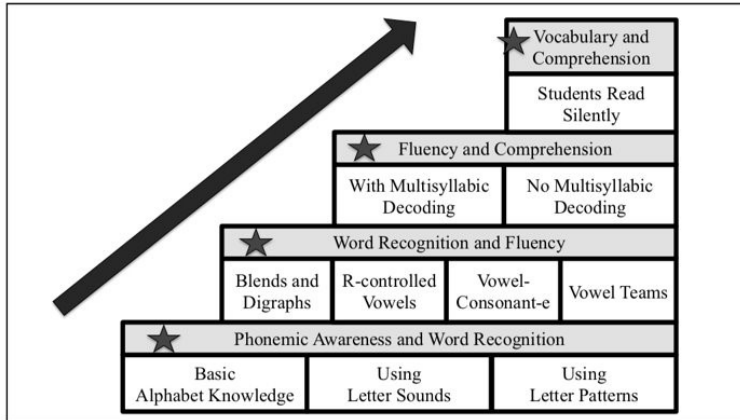 Vocabulary and
Comprehension
Students Read
Silently
Fluency and Comprehension
With Multisyllabic
Decoding
No Multisyllabic
Decoding
Word Recognition and Fluency
Blends and
Digraphs
R-controlled
Vowels
Vowel-
Consonant-e
Vowel Teams
Phonemic Awareness and Word Recognition
Basic
Alphabet Knowledge
Using
Letter Sounds
Using
Letter Patterns